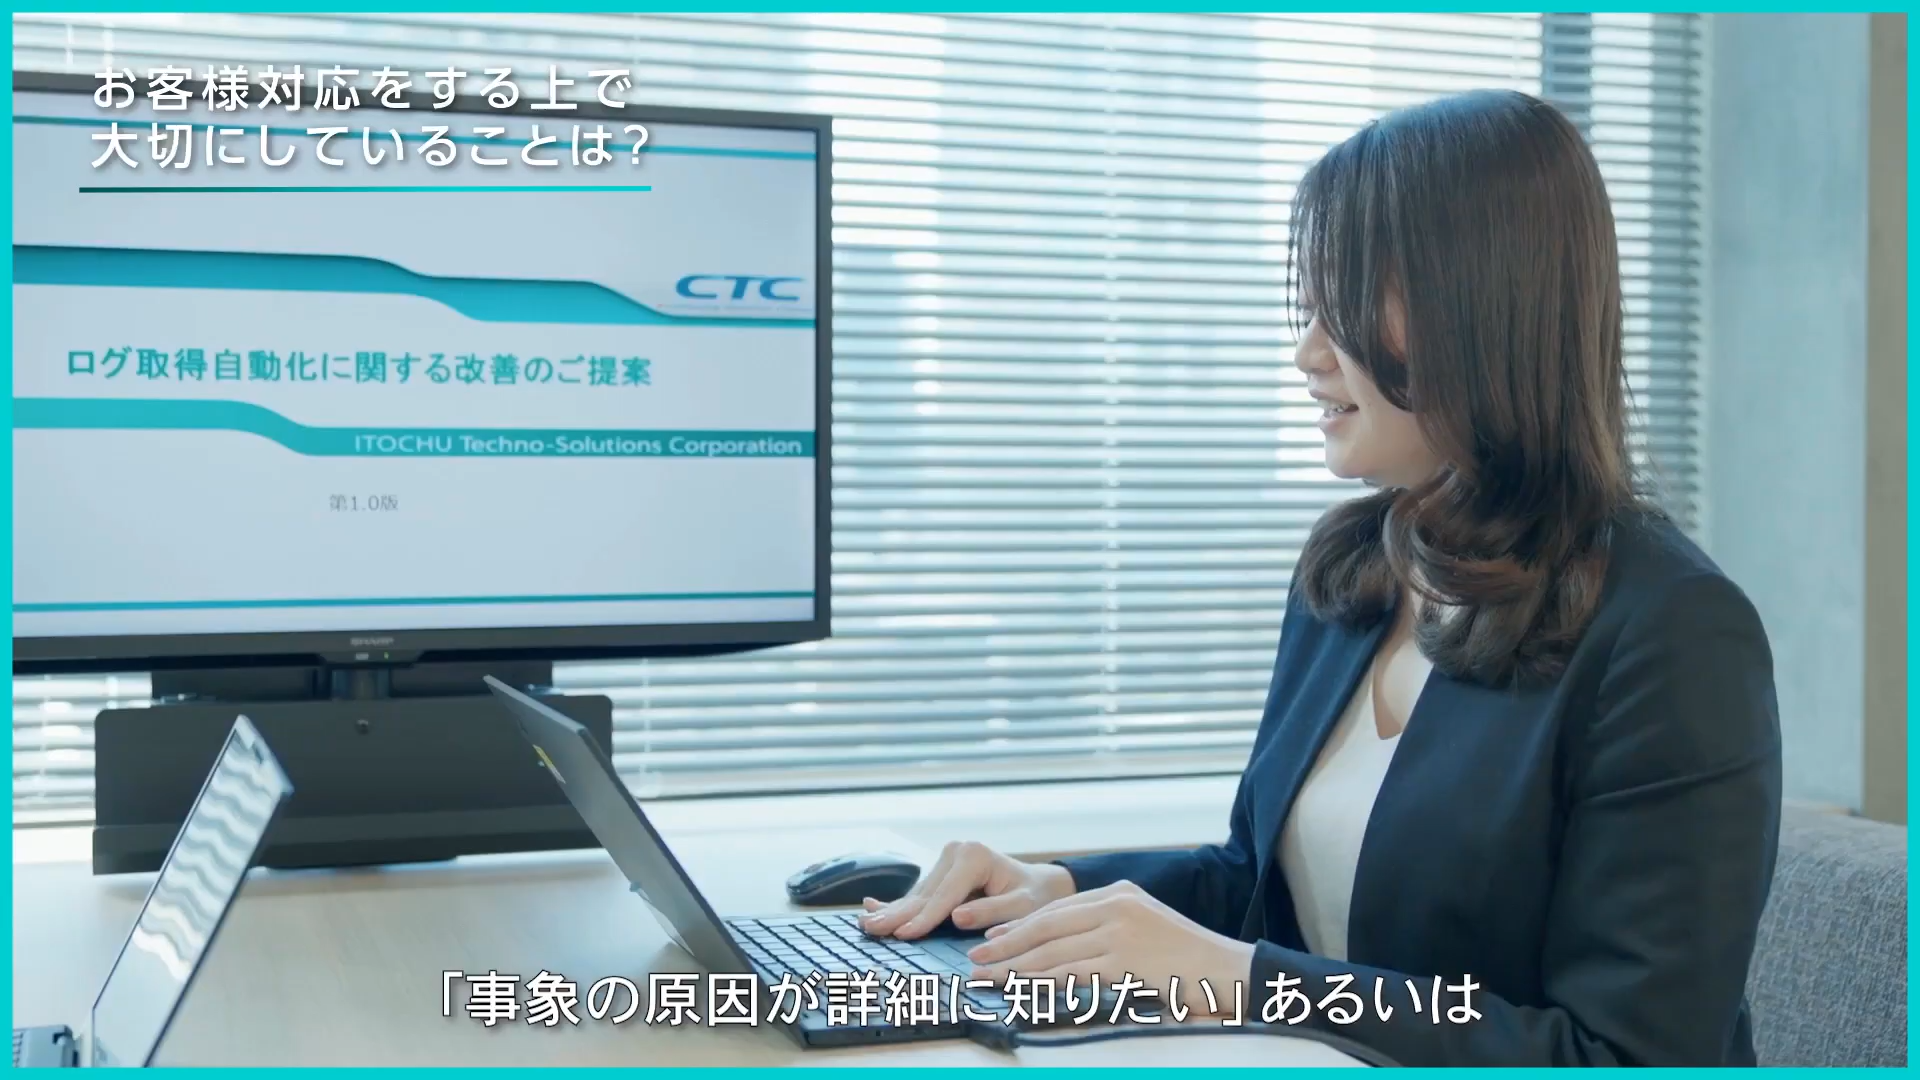 お客様対応をする上で
大切にしていることは?
CTC
ログ取得自動化に関する改善のご提案
ITOCHU Techno-Solutions Corporation
第1.0版
SHARP
「事象の原因が詳細に知りたい」あるいは